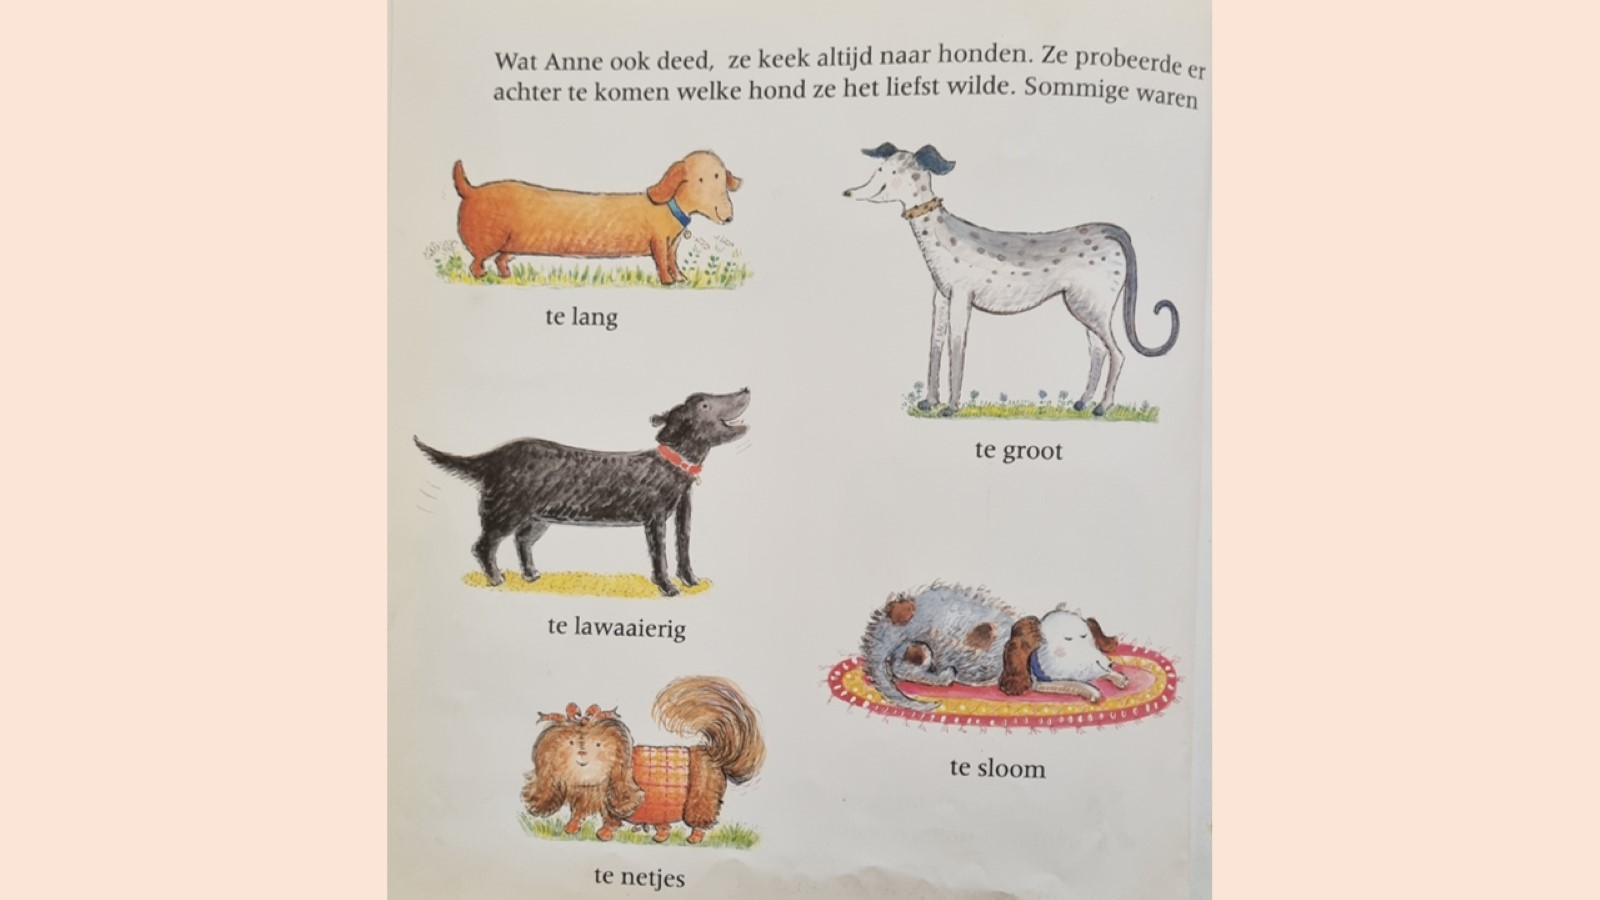 Wat Anne ook deed, ze keek altijd naar honden. Ze probeerde er
achter te komen welke hond ze het liefst wilde. Sommige waren
te lang
te groot
te lawaaierig
te sloom
te netjes